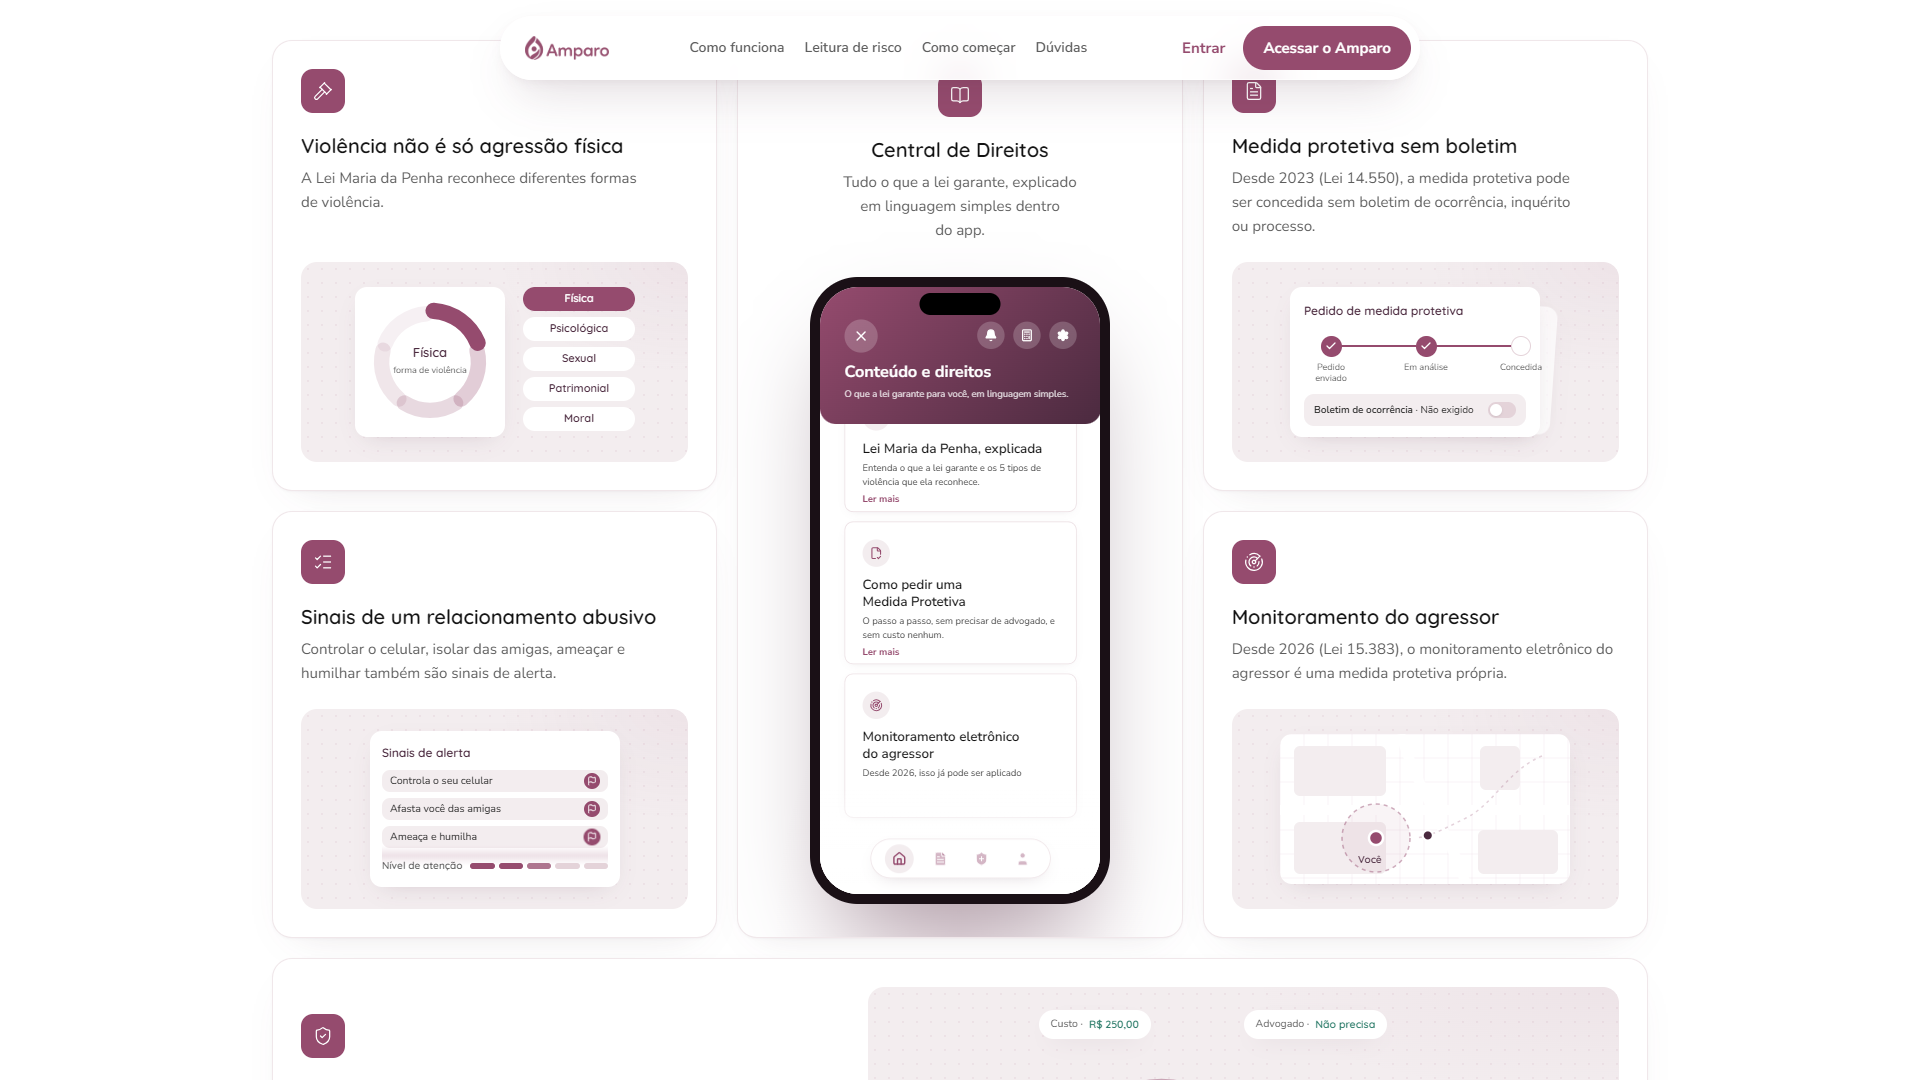 Amparo
Como funciona
Leitura de risco
Como começar
Dúvidas
Entrar
Acessar o Amparo
Violência não é só agressão física
A Lei Maria da Penha reconhece diferentes formas
de violência.
Física
forma de violência
Física
Psicológica
Sexual
Patrimonial
Moral
Central de Direitos
Tudo o que a lei garante, explicado
em linguagem simples dentro
do app.
Conteúdo e direitos
O que a lei garante para você, em linguagem simples.
Lei Maria da Penha, explicada
Entenda o que a lei garante e os 5 tipos de
violência que ela reconhece.
Ler mais
Como pedir uma
Medida Protetiva
O passo a passo, sem precisar de advogado, e
sem custo nenhum.
Ler mais
Monitoramento eletrônico
do agressor
Desde 2026, isso já pode ser aplicado
Medida protetiva sem boletim
Desde 2023 (Lei 14.550), a medida protetiva pode
ser concedida sem boletim de ocorrência, inquérito
ou processo.
Pedido de medida protetiva
Pedido
enviado
Em análise
Concedida
Boletim de ocorrência · Não exigido
Sinais de um relacionamento abusivo
Controlar o celular, isolar das amigas, ameaçar e
humilhar também são sinais de alerta.
Sinais de alerta
Controla o seu celular
Afasta você das amigas
Ameaça e humilha
Nível de atenção
Monitoramento do agressor
Desde 2026 (Lei 15.383), o monitoramento eletrônico do
agressor é uma medida protetiva própria.
Você
Custo · R$ 250,00
Advogado · Não precisa